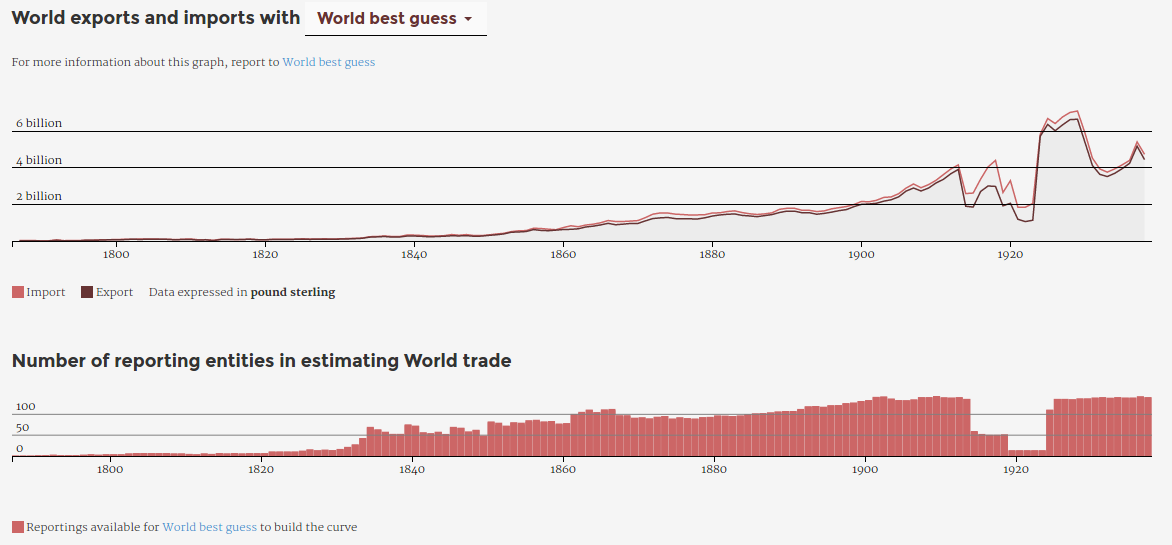 World exports and imports with World best guess
For more information about this graph, report to World best guess
6 billion
4 billion
2 billion
1800 1820 1840 1860 1880 1900 1920
Import Export Data expressed in pound sterling
Number of reporting entities in estimating World trade
100
50
0
1800 1820 1840 1860 1880 1900 1920
Reportings available for World best guess to build the curve